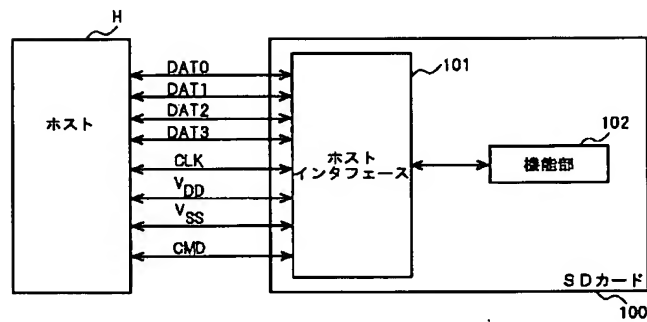 H
ホスト
DAT0
DAT1
DAT2
DAT3
CLK
VDD
VSS
CMD
101
ホスト
インタフェース
102
機能部
SDカード
100